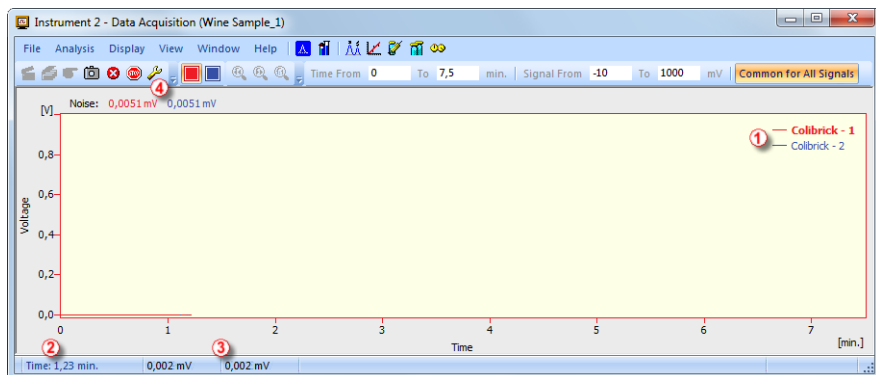 Instrument 2 - Data Acquisition (Wine Sample_1)
File Analysis Display View Window Help
Time From 0 To 7,5 min. Signal From -10 To 1000 mV Common for All Signals
4
[V] Noise: 0,0051 mV 0,0051 mV
1 Colibrick - 1
Colibrick - 2
0,8
0,6
Voltage
0,4
0,2
0,0
0 1 2 3 4 5 6 7
Time [min.]
2 3
Time: 1,23 min. 0,002 mV 0,002 mV